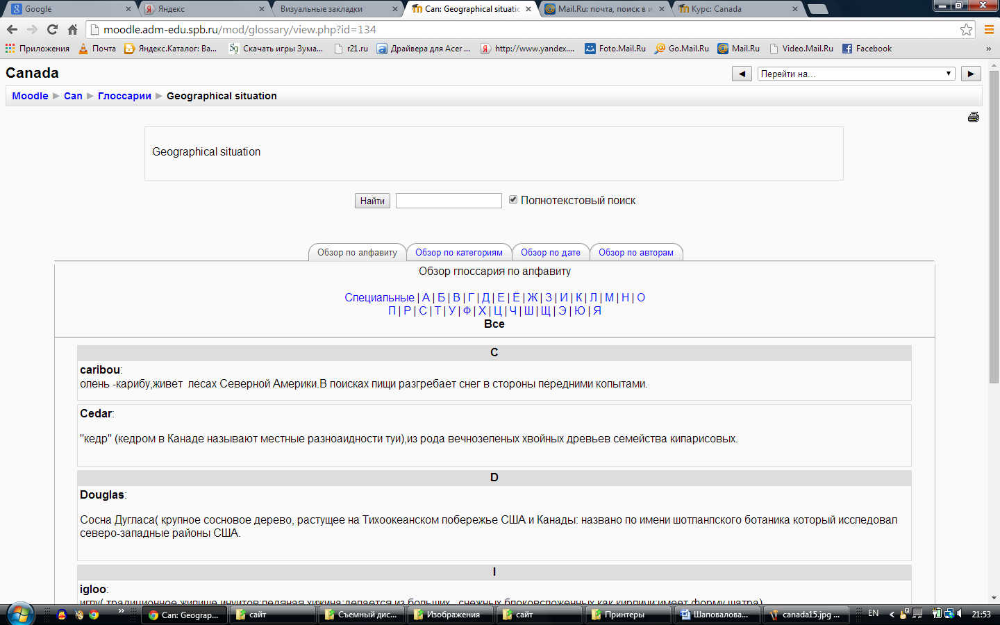 Google
Яндекс
Визуальные закладки
Can: Geographical situatio
Mail.Ru: почта, поиск в и
Курс: Canada
moodle.adm-edu.spb.ru/mod/glossary/view.php?id=134
Приложения
Почта
Яндекс.Каталог: Ва...
Скачать игры Зума...
r21.ru
Драйвера для Acer ...
http://www.yandex....
Foto.Mail.Ru
Go.Mail.Ru
Mail.Ru
Video.Mail.Ru
Facebook
»
Canada
◄
Перейти на...
►
Moodle ► Can ► Глоссарии ► Geographical situation
Geographical situation
Найти
Полнотекстовый поиск
Обзор по алфавиту
Обзор по категориям
Обзор по дате
Обзор по авторам
Обзор глоссария по алфавиту
Специальные | А | Б | В | Г | Д | Е | Ё | Ж | З | И | К | Л | М | Н | О
П | Р | С | Т | У | Ф | Х | Ц | Ч | Ш | Щ | Э | Ю | Я
Все
C
caribou:
олень -карибу,живет лесах Северной Америки.В поисках пищи разгребает снег в стороны передними копытами.
Cedar:
"кедр" (кедром в Канаде называют местные разноаидности туи),из рода вечнозеленых хвойных древьев семейства кипарисовых.
D
Douglas:
Сосна Дугласа( крупное сосновое дерево, растущее на Тихоокеанском побережье США и Канады: названо по имени шотланлского ботаника который исследовал
северо-западные районы США.
I
igloo:
иглу( традиционное жилище инуитов;ледяная хижина;делается из больших , снежных блоковсложенных как кирпичи;имеет форму шатра)
»
Can: Geograp...
сайт
Съемный дис...
Изображения
сайт
Принтеры
Шаповалова...
canada15.jpg ...
EN
21:53